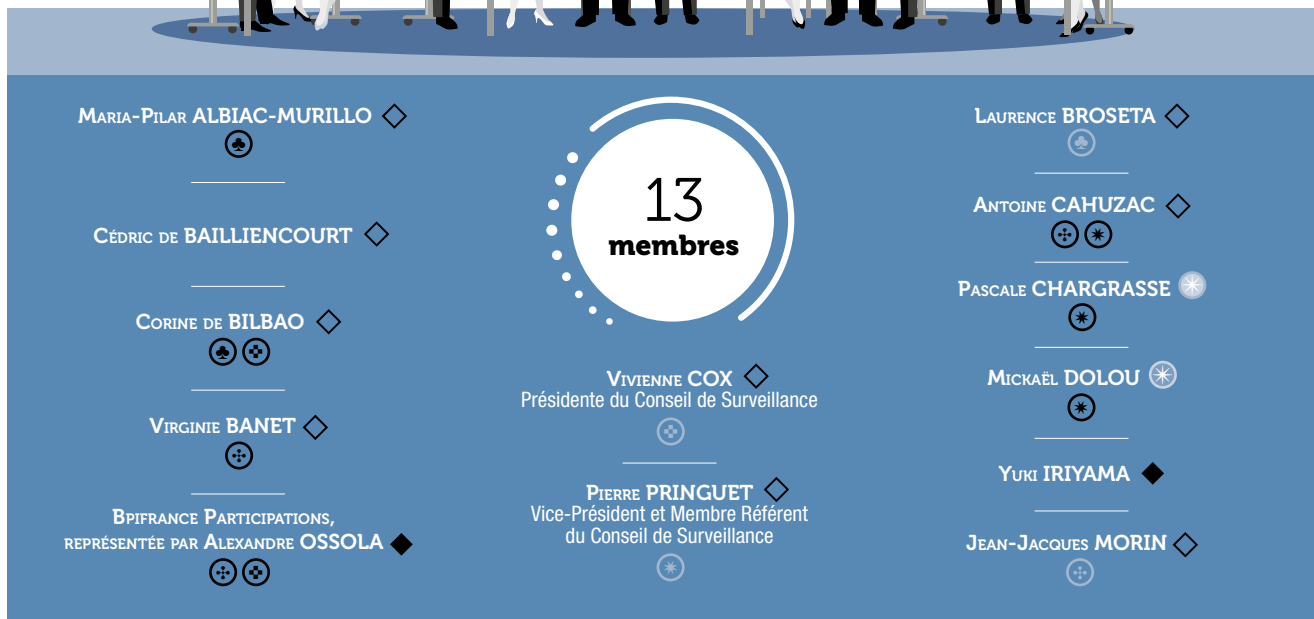 Maria-Pilar ALBIAC-MURILLO
Cédric de BAILLIENCOURT
Corine de BILBAO
Virginie BANET
Bpifrance Participations,
représentée par Alexandre OSSOLA
13
membres
Vivienne COX
Présidente du Conseil de Surveillance
Pierre PRINGUET
Vice-Président et Membre Référent
du Conseil de Surveillance
Laurence BROSETA
Antoine CAHUZAC
Pascale CHARGRASSE
Mickaël DOLOU
Yuki IRIYAMA
Jean-Jacques MORIN